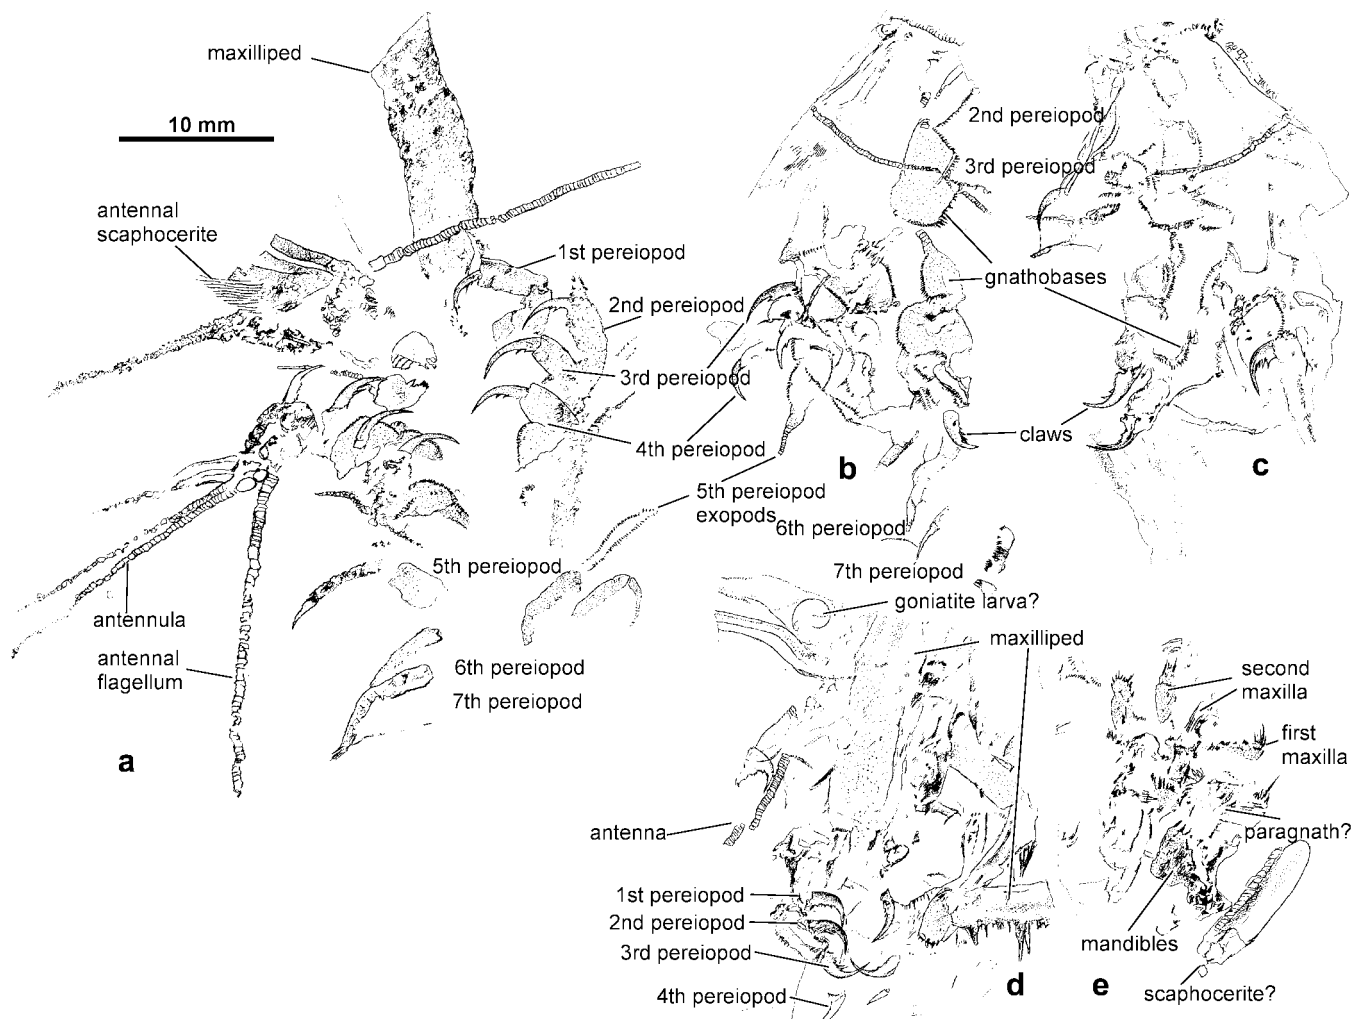 maxilliped
10 mm
antennal
scaphocerite
1st pereiopod
2nd pereiopod
3rd pereiopod
4th pereiopod
5th pereiopod
exopods
5th pereiopod
6th pereiopod
7th pereiopod
antennula
antennal
flagellum
a
2nd pereiopod
3rd pereiopod
gnathobases
claws
b
c
6th pereiopod
7th pereiopod
goniatite larva?
maxilliped
antenna
1st pereiopod
2nd pereiopod
3rd pereiopod
4th pereiopod
d
second
maxilla
first
maxilla
paragnath?
mandibles
scaphocerite?
e